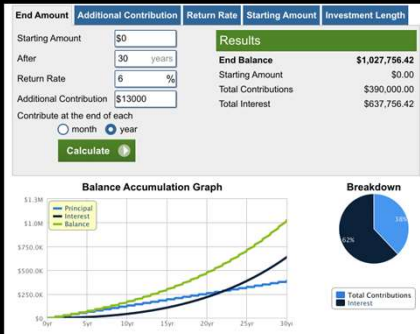 End Amount Additional Contribution Return Rate Starting Amount Investment Length
Starting Amount $0
After 30 years
Return Rate 6 %
Additional Contribution $13000
Contribute at the end of each
month year
Calculate
Results
End Balance $1,027,756.42
Starting Amount $0.00
Total Contributions $390,000.00
Total Interest $637,756.42
Balance Accumulation Graph
$1.3M
$1.0M
$750.0K
$500.0K
$250.0K
$0
Principal
Interest
Balance
0yr 5yr 10yr 15yr 20yr 25yr 30yr
Breakdown
38%
62%
Total Contributions
Interest